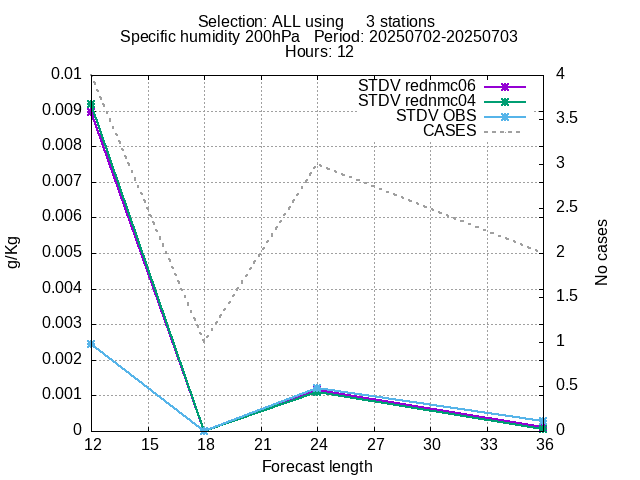 Selection: ALL using     3 stations
Specific humidity 200hPa   Period: 20250702-20250703
Hours: 12
STDV rednmc06
STDV rednmc04
STDV OBS
CASES
0.01
0.009
0.008
0.007
0.006
0.005
0.004
0.003
0.002
0.001
0
g/Kg
4
3.5
3
2.5
2
1.5
1
0.5
0
No cases
12 15 18 21 24 27 30 33 36
Forecast length